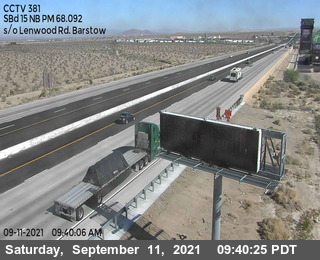 CCTV 381
SBd 15 NB PM 68.092
s/o Lenwood Rd. Barstow
09-11-2021 09:40:06 AM
Saturday, September 11, 2021 09:40:25 PDT